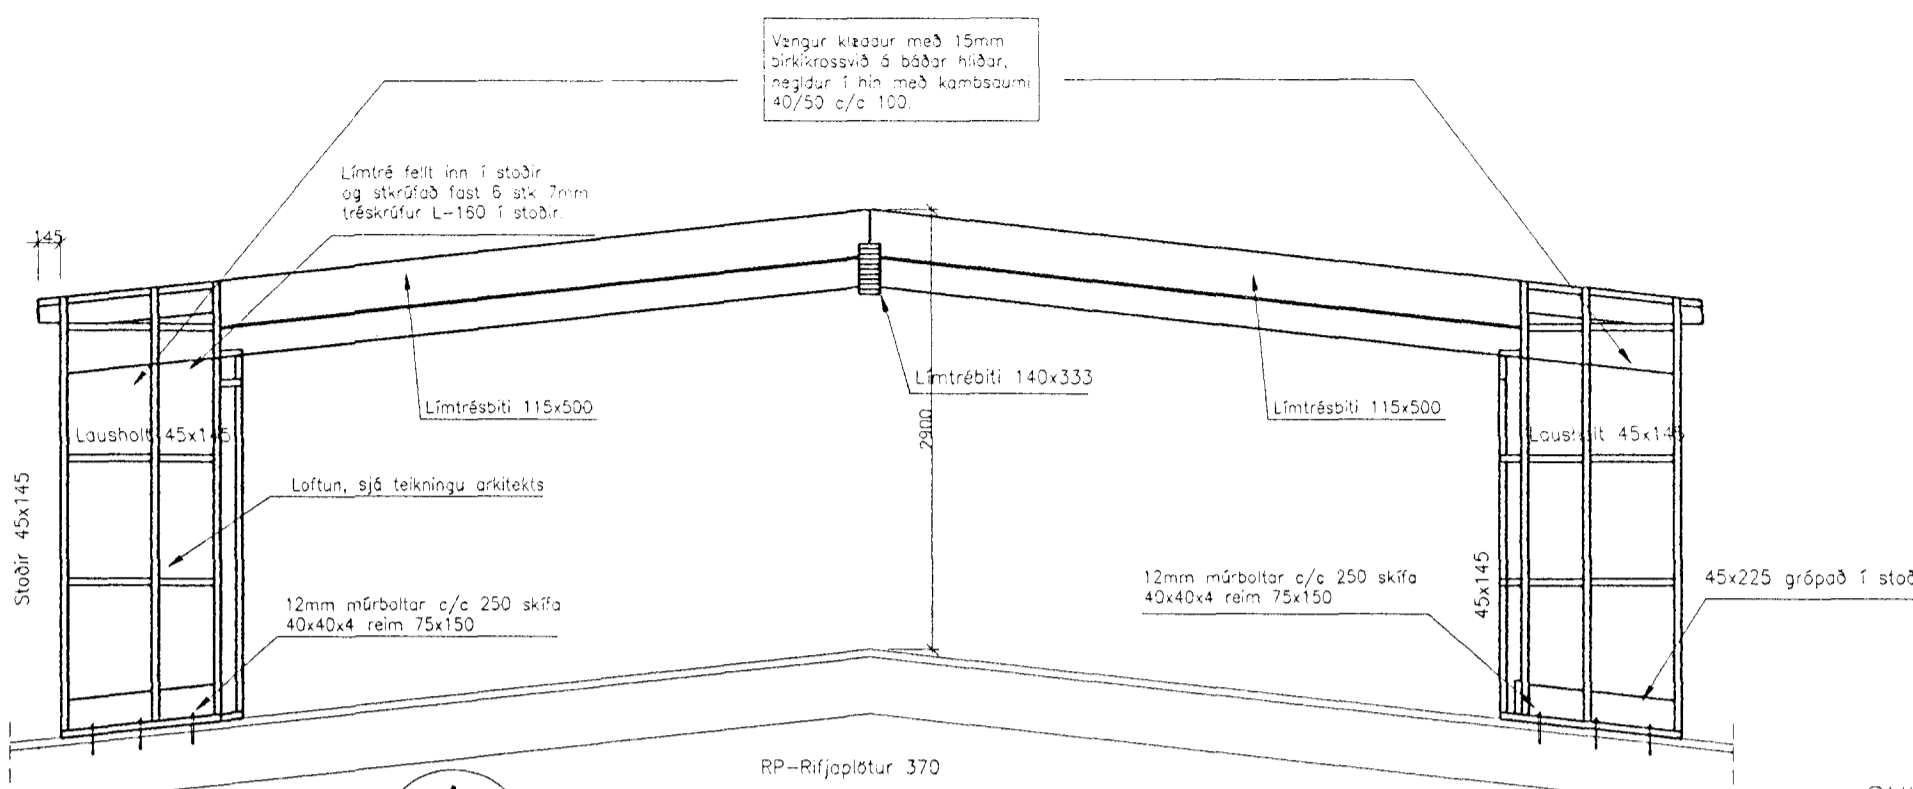 Vængur klæddur með 15mm
birkikrossvið á báðar hliðar,
negldur í hin með kambsaumi
40/50 c/c 100.
Límtré fellt inn í stoðir
og stkrúfað fast 6 stk 7mm
tréskrúfur L-160 í stoðir.
145
Límtrébiti 140x333
Límtrésbiti 115x500
Límtrésbiti 115x500
2900
Lausholt 45x145
Lausholt 45x145
Stoðir 45x145
Loftun, sjá teikningu arkitekts
12mm múrboltar c/c 250 skífa
40x40x4 reim 75x150
12mm múrboltar c/c 250 skífa
40x40x4 reim 75x150
45x145
45x225 grópað í stoð
RP-Rifjaplötur 370